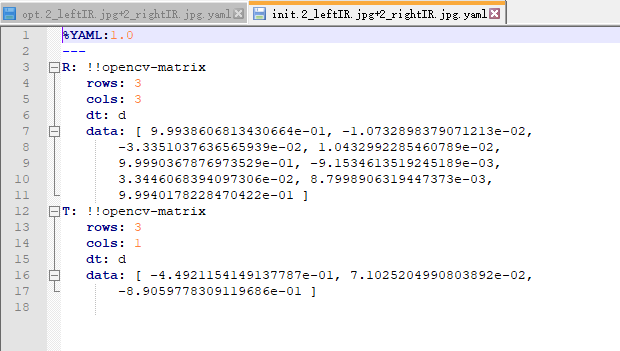 opt.2_leftIR.jpg+2_rightIR.jpg.yaml init.2_leftIR.jpg+2_rightIR.jpg.yaml
1 %YAML:1.0
2 ---
3 R: !!opencv-matrix
4 rows: 3
5 cols: 3
6 dt: d
7 data: [ 9.9938606813430664e-01, -1.0732898379071213e-02,
8 -3.3351037636565939e-02, 1.0432992285460789e-02,
9 9.9990367876973529e-01, -9.1534613519245189e-03,
10 3.3446068394097306e-02, 8.7998906319447373e-03,
11 9.9940178228470422e-01 ]
12 T: !!opencv-matrix
13 rows: 3
14 cols: 1
15 dt: d
16 data: [ -4.4921154149137787e-01, 7.1025204990803892e-02,
17 -8.9059778309119686e-01 ]
18